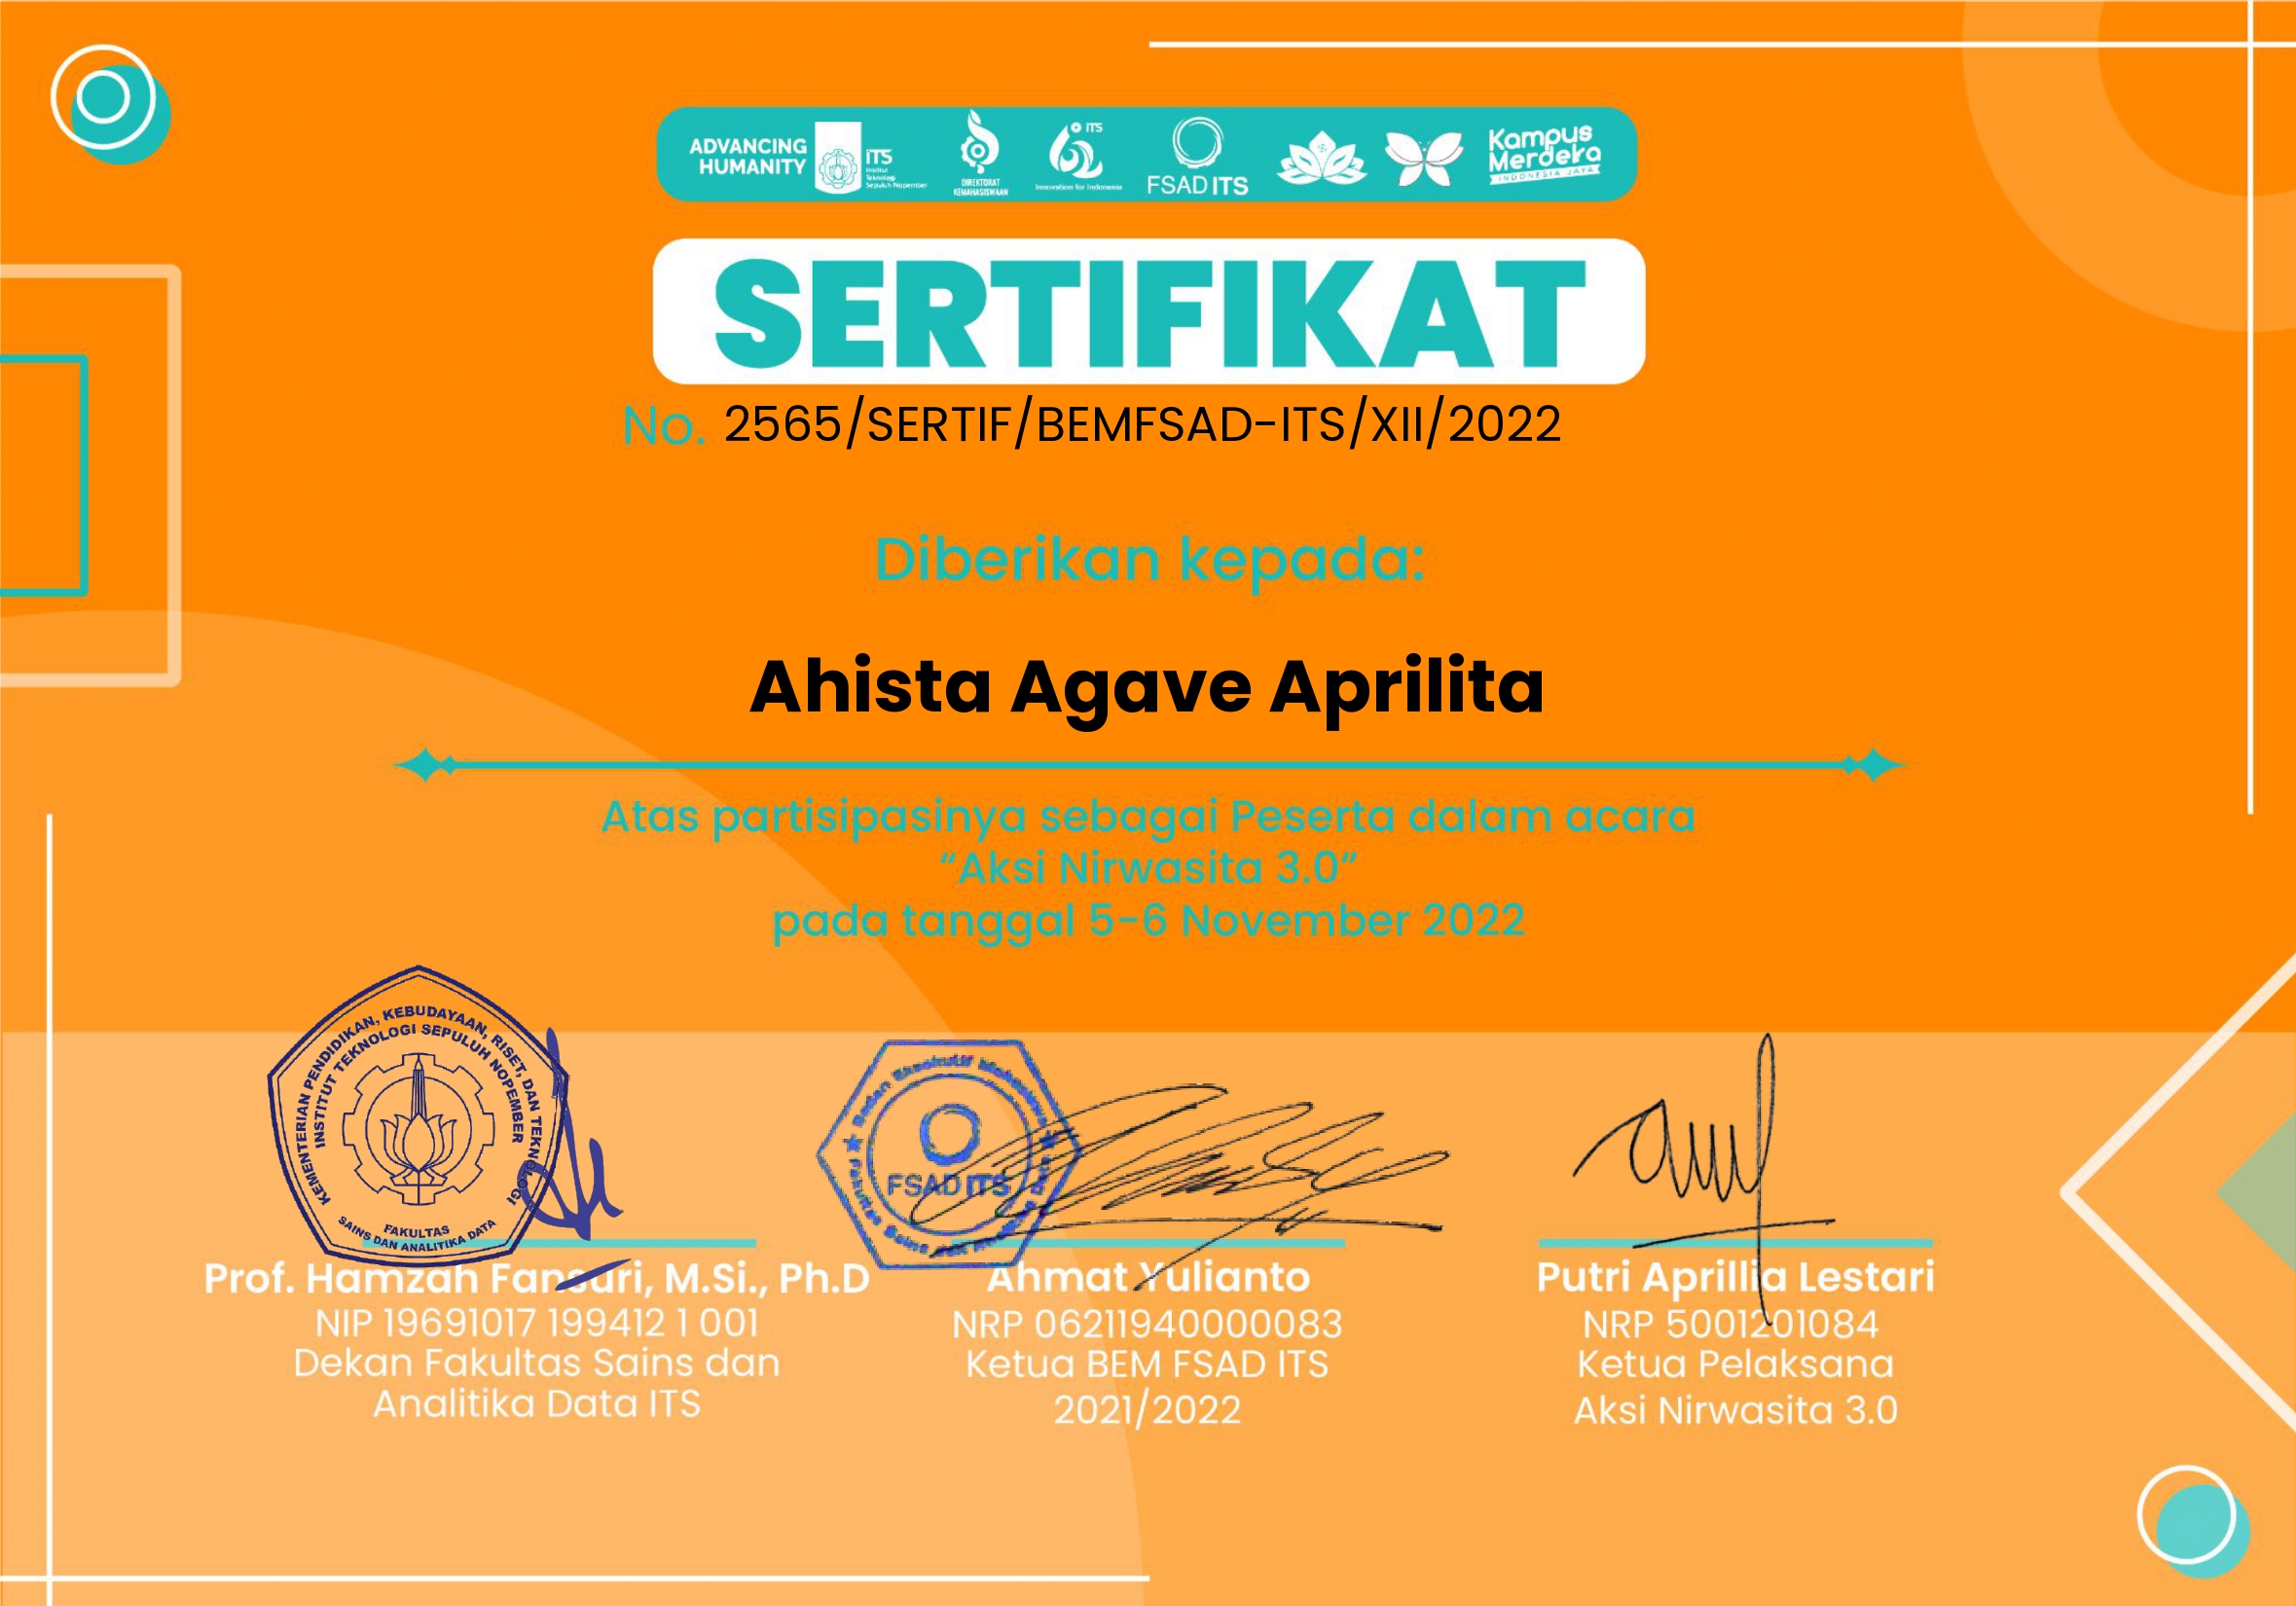 ADVANCING
HUMANITY
ITS
Institut
Teknologi
Sepuluh Nopember
DIREKTORAT
KEMAHASISWAAN
ITS
Innovation for Indonesia
FSAD ITS
Kampus
Merdeka
INDONESIA JAYA
SERTIFIKAT
No. 2565/SERTIF/BEMFSAD-ITS/XII/2022
Diberikan kepada:
Ahista Agave Aprilita
Atas partisipasinya sebagai Peserta dalam acara
“Aksi Nirwasita 3.0”
pada tanggal 5-6 November 2022
KEMENTERIAN PENDIDIKAN, KEBUDAYAAN, RISET, DAN TEKNOLOGI
INSTITUT TEKNOLOGI SEPULUH NOPEMBER
FAKULTAS
SAINS DAN ANALITIKA DATA
Badan Eksekutif Mahasiswa
FSAD ITS
Fakultas Sains dan Analitika Data
Prof. Hamzah Fansuri, M.Si., Ph.D
NIP 19691017 199412 1 001
Dekan Fakultas Sains dan
Analitika Data ITS
Ahmat Yulianto
NRP 06211940000083
Ketua BEM FSAD ITS
2021/2022
Putri Aprillia Lestari
NRP 5001201084
Ketua Pelaksana
Aksi Nirwasita 3.0